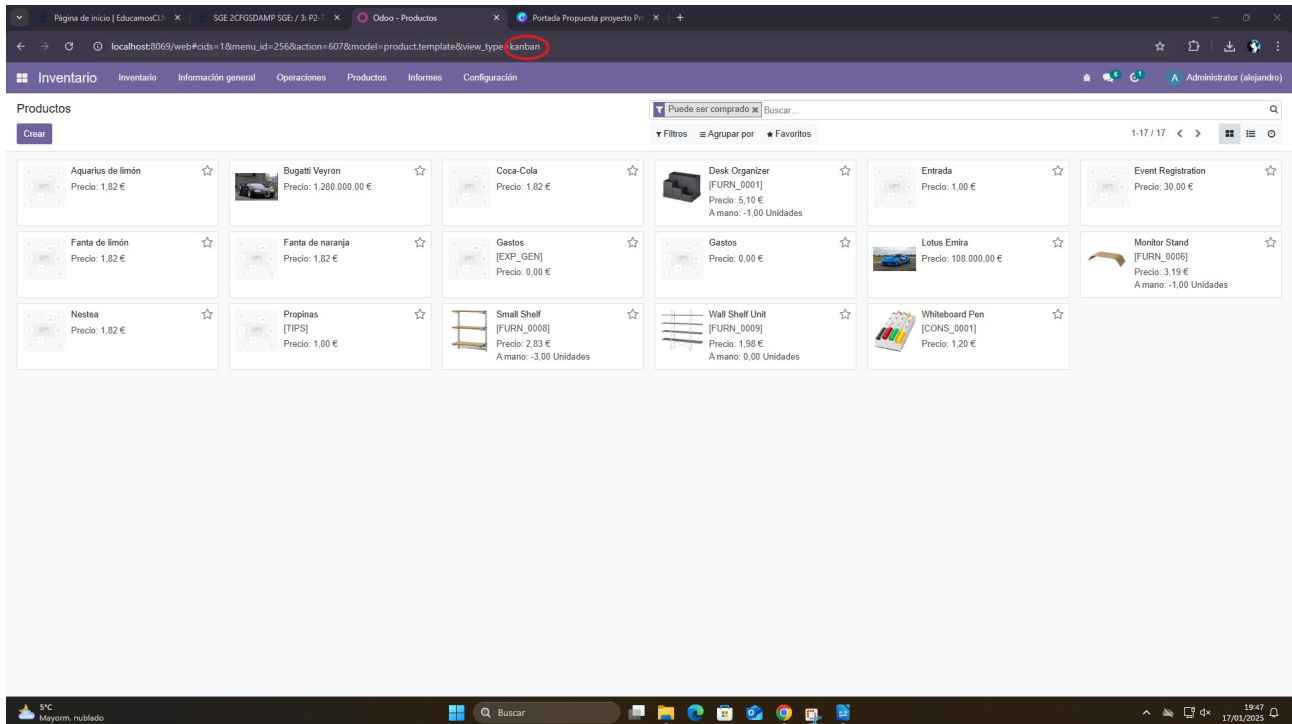 Página de inicio | EducamosCLM
SGE 2CFGSDAMP SGE: / 3: P2-T
Odoo - Productos
Portada Propuesta proyecto Pro
localhost:8069/web#cids=1&menu_id=256&action=607&model=product.template&view_type=kanban
Inventario
Inventario
Información general
Operaciones
Productos
Informes
Configuración
6
1
A
Administrator (alejandro)
Productos
Puede ser comprado
Buscar...
Crear
Filtros
Agrupar por
Favoritos
1-17 / 17
Aquarius de limón
Precio: 1,82 €
Bugatti Veyron
Precio: 1.280.000,00 €
Coca-Cola
Precio: 1,82 €
Desk Organizer
[FURN_0001]
Precio: 5,10 €
A mano: -1,00 Unidades
Entrada
Precio: 1,00 €
Event Registration
Precio: 30,00 €
Fanta de limón
Precio: 1,82 €
Fanta de naranja
Precio: 1,82 €
Gastos
[EXP_GEN]
Precio: 0,00 €
Gastos
Precio: 0,00 €
Lotus Emira
Precio: 108.000,00 €
Monitor Stand
[FURN_0006]
Precio: 3,19 €
A mano: -1,00 Unidades
Nestea
Precio: 1,82 €
Propinas
[TIPS]
Precio: 1,00 €
Small Shelf
[FURN_0008]
Precio: 2,83 €
A mano: -3,00 Unidades
Wall Shelf Unit
[FURN_0009]
Precio: 1,98 €
A mano: 0,00 Unidades
Whiteboard Pen
[CONS_0001]
Precio: 1,20 €
5°C
Mayorm. nublado
Buscar
19:47
17/01/2025